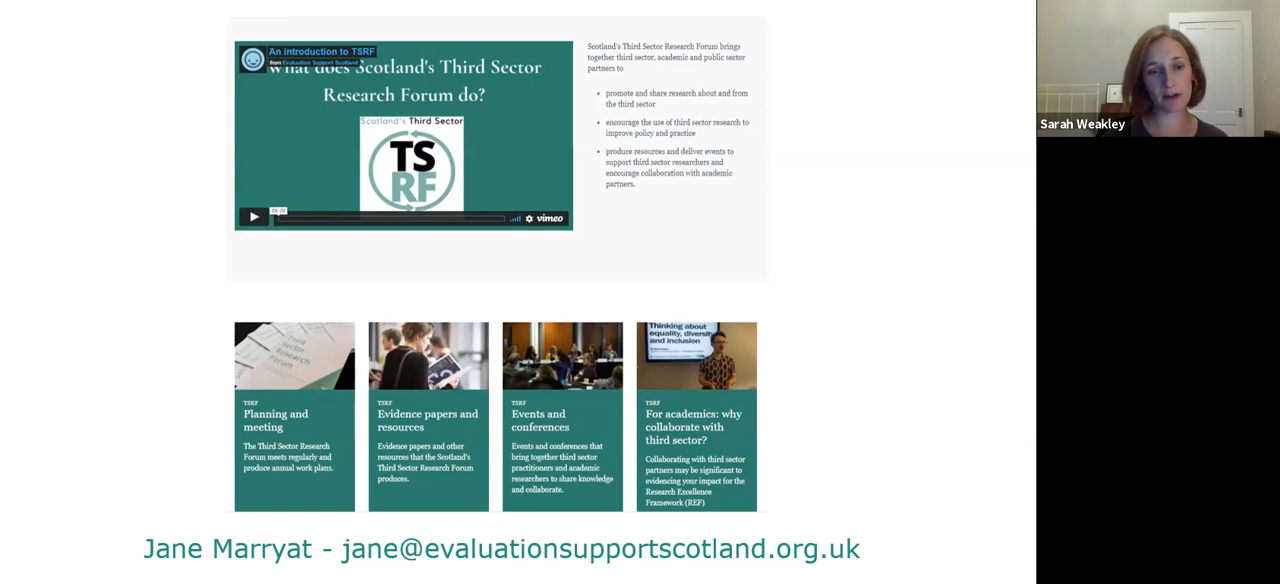 An introduction to TSRF
from Evaluation Support Scotland
What does Scotland's Third Sector
Research Forum do?
Scotland's Third Sector
TS
RF
00:26
vimeo
Scotland's Third Sector Research Forum brings
together third sector, academic and public sector
partners to
• promote and share research about and from
the third sector
• encourage the use of third sector research to
improve policy and practice
• produce resources and deliver events to
support third sector researchers and
encourage collaboration with academic
partners.
Sarah Weakley
Third
Sector
Research
Forum
TSRF
Planning and
meeting
The Third Sector Research
Forum meets regularly and
produce annual work plans.
TSRF
Evidence papers and
resources
Evidence papers and other
resources that the Scotland's
Third Sector Research Forum
produces.
TSRF
Events and
conferences
Events and conferences that
bring together third sector
practitioners and academic
researchers to share knowledge
and collaborate.
Thinking about
equality, diversity
and inclusion
TSRF
For academics: why
collaborate with
third sector?
Collaborating with third sector
partners may be significant to
evidencing your impact for the
Research Excellence
Framework (REF)
Jane Marryat - jane@evaluationsupportscotland.org.uk